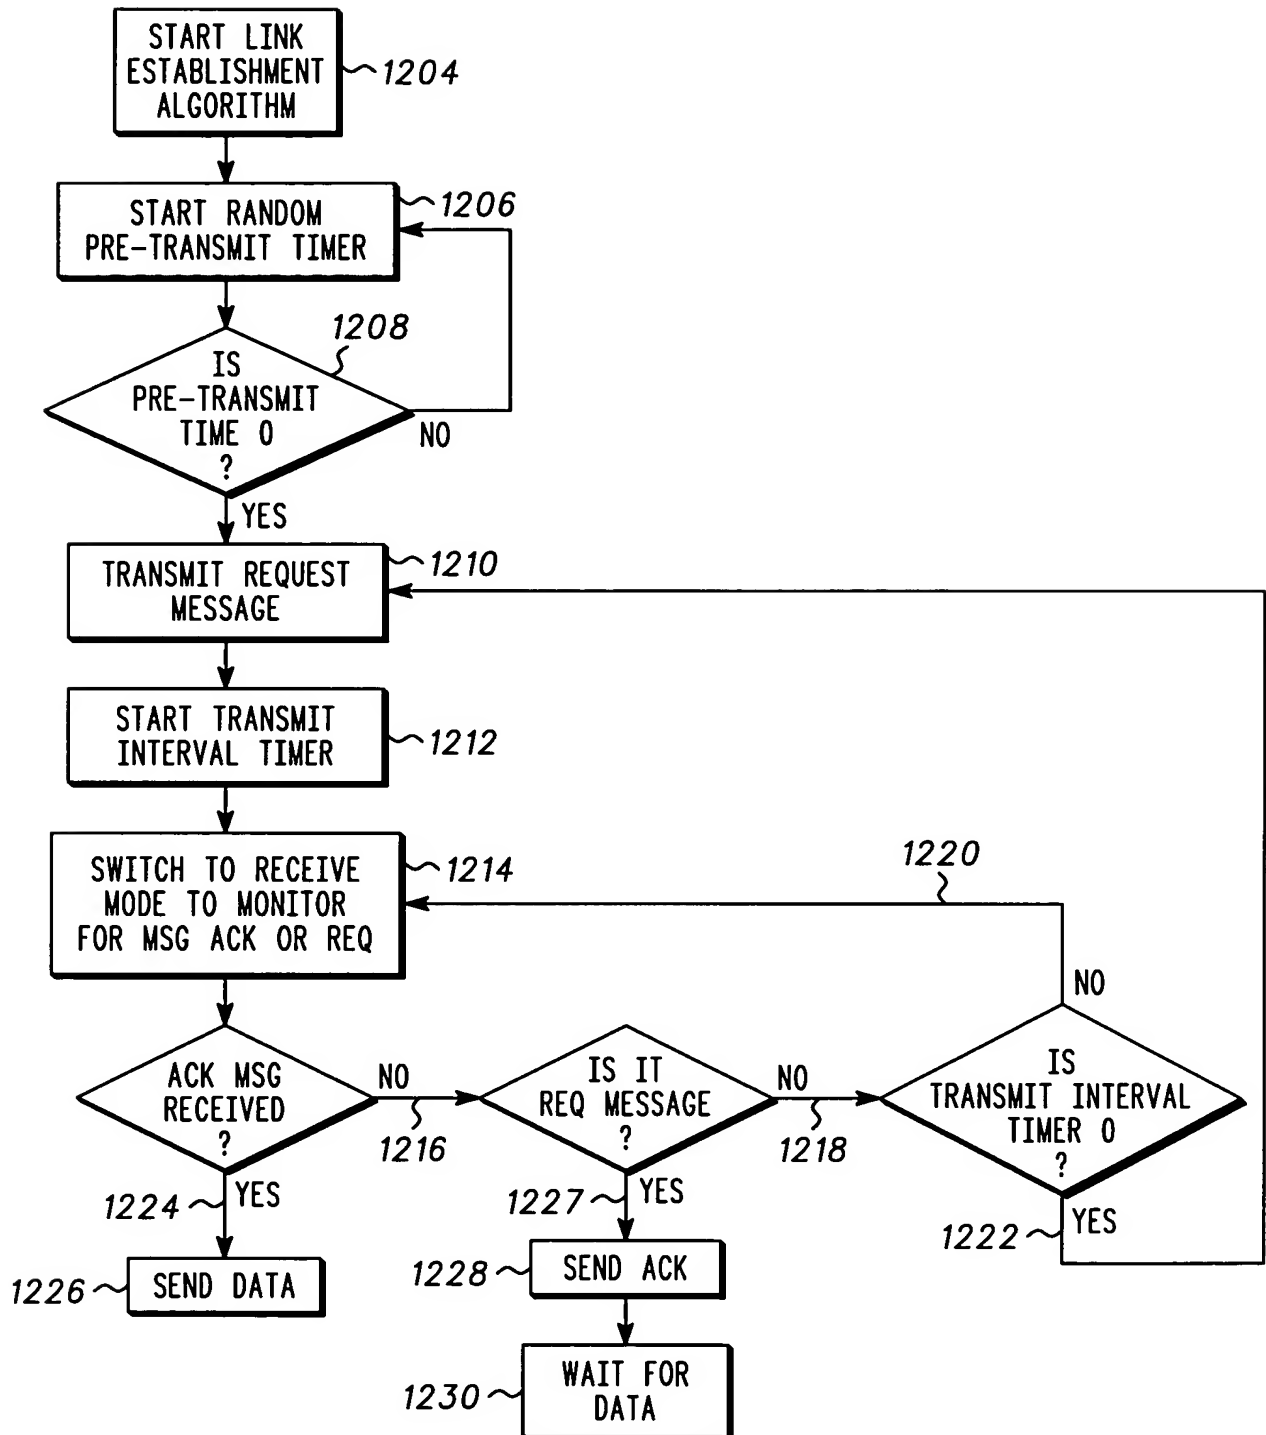 START LINK
ESTABLISHMENT
ALGORITHM
1204
START RANDOM
PRE-TRANSMIT TIMER
1206
1208
IS
PRE-TRANSMIT
TIME 0
?
NO
YES
TRANSMIT REQUEST
MESSAGE
1210
START TRANSMIT
INTERVAL TIMER
1212
SWITCH TO RECEIVE
MODE TO MONITOR
FOR MSG ACK OR REQ
1214
1220
ACK MSG
RECEIVED
?
NO
1216
IS IT
REQ MESSAGE
?
NO
1218
IS
TRANSMIT INTERVAL
TIMER 0
?
NO
1224
YES
1227
YES
1222
YES
1226
SEND DATA
1228
SEND ACK
1230
WAIT FOR
DATA